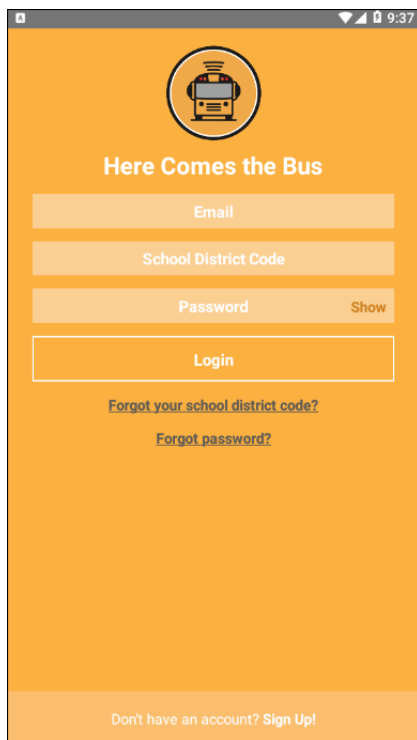 A 9:37
Here Comes the Bus
Email
School District Code
Password Show
Login
Forgot your school district code?
Forgot password?
Don't have an account? Sign Up!